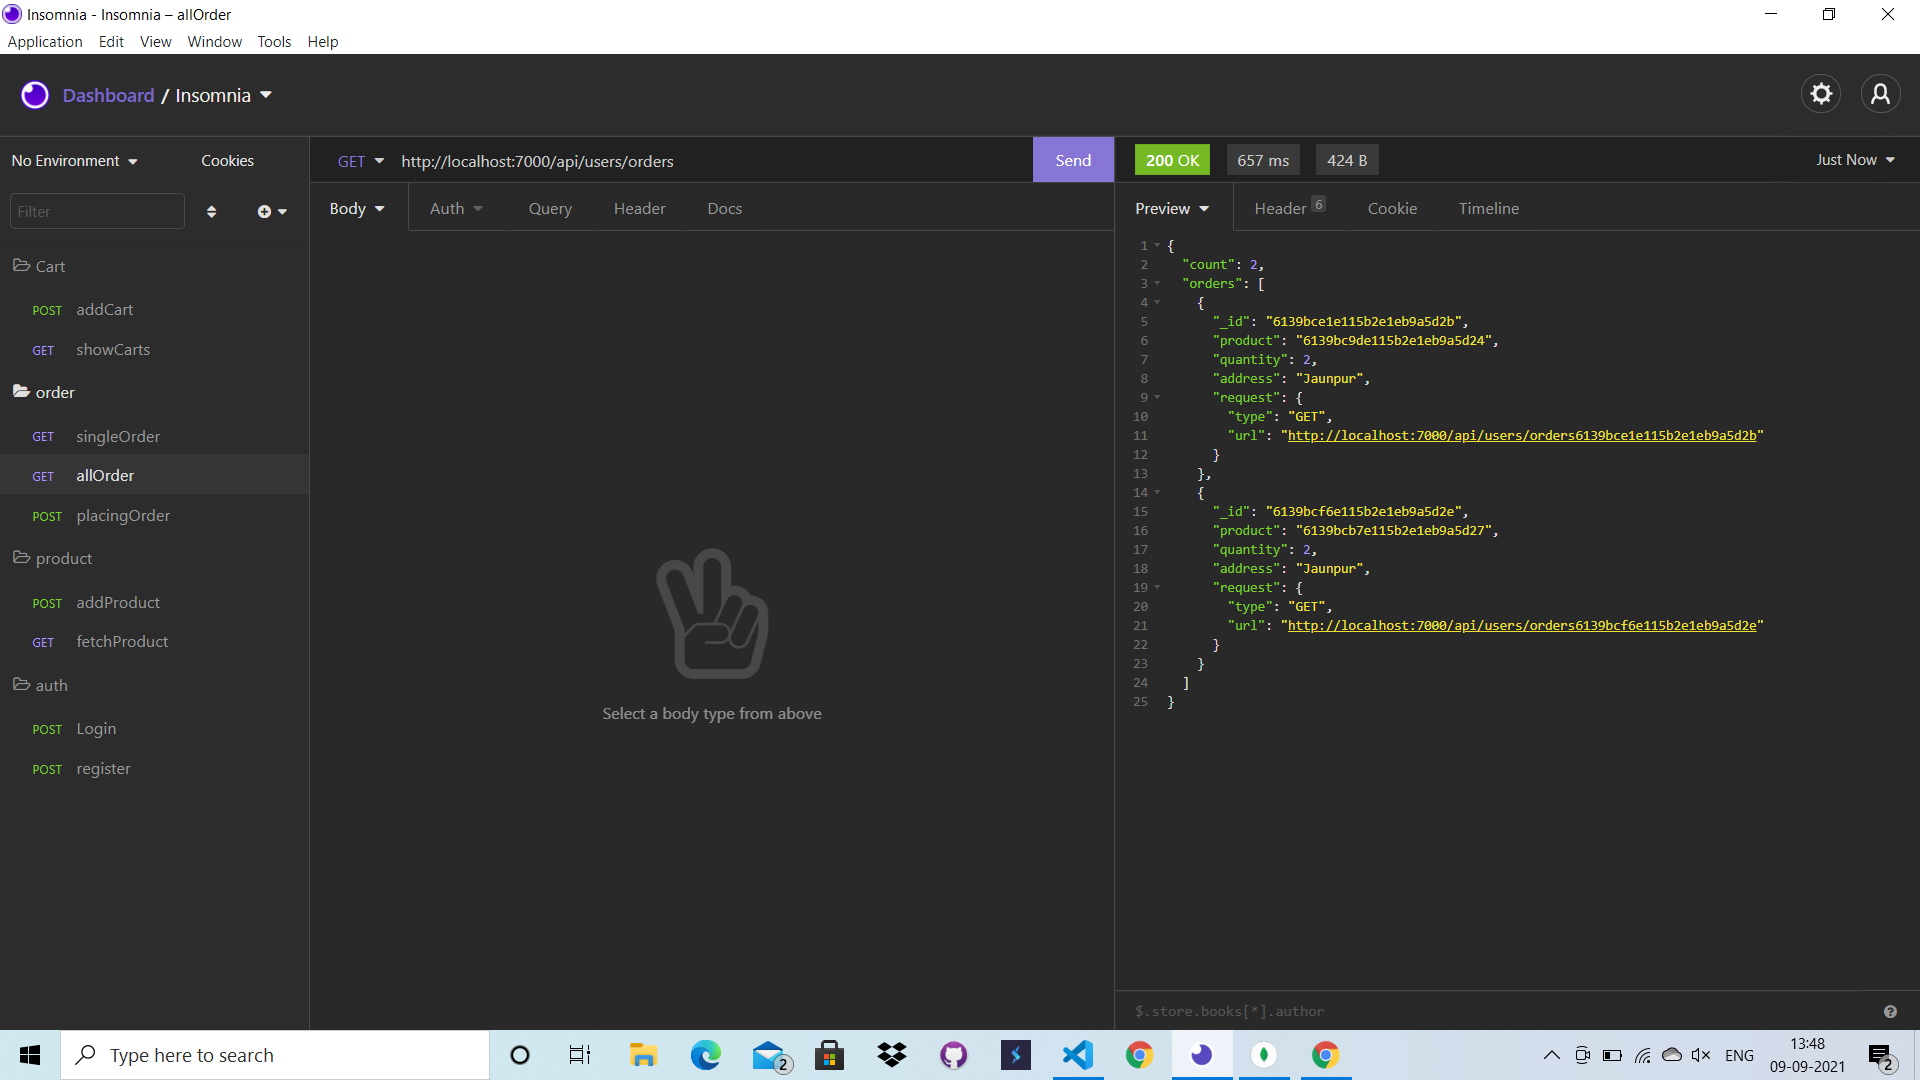 Insomnia - Insomnia – allOrder
Application Edit View Window Tools Help
Dashboard / Insomnia
No Environment Cookies
Filter
Cart
POST addCart
GET showCarts
order
GET singleOrder
GET allOrder
POST placingOrder
product
POST addProduct
GET fetchProduct
auth
POST Login
POST register
GET http://localhost:7000/api/users/orders Send
Body Auth Query Header Docs
Select a body type from above
200 OK 657 ms 424 B Just Now
Preview Header 6 Cookie Timeline
1 {
2 "count": 2,
3 "orders": [
4 {
5 "_id": "6139bce1e115b2e1eb9a5d2b",
6 "product": "6139bc9de115b2e1eb9a5d24",
7 "quantity": 2,
8 "address": "Jaunpur",
9 "request": {
10 "type": "GET",
11 "url": "http://localhost:7000/api/users/orders6139bce1e115b2e1eb9a5d2b"
12 }
13 },
14 {
15 "_id": "6139bcf6e115b2e1eb9a5d2e",
16 "product": "6139bcb7e115b2e1eb9a5d27",
17 "quantity": 2,
18 "address": "Jaunpur",
19 "request": {
20 "type": "GET",
21 "url": "http://localhost:7000/api/users/orders6139bcf6e115b2e1eb9a5d2e"
22 }
23 }
24 ]
25 }
$.store.books[*].author
Type here to search
2
ENG
13:48
09-09-2021
2